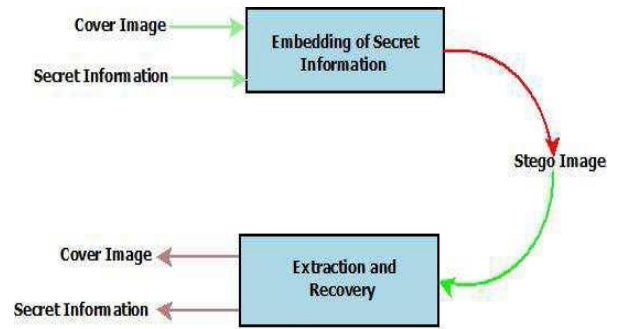 Cover Image
Secret Information
Embedding of Secret
Information
Stego Image
Cover Image
Secret Information
Extraction and
Recovery